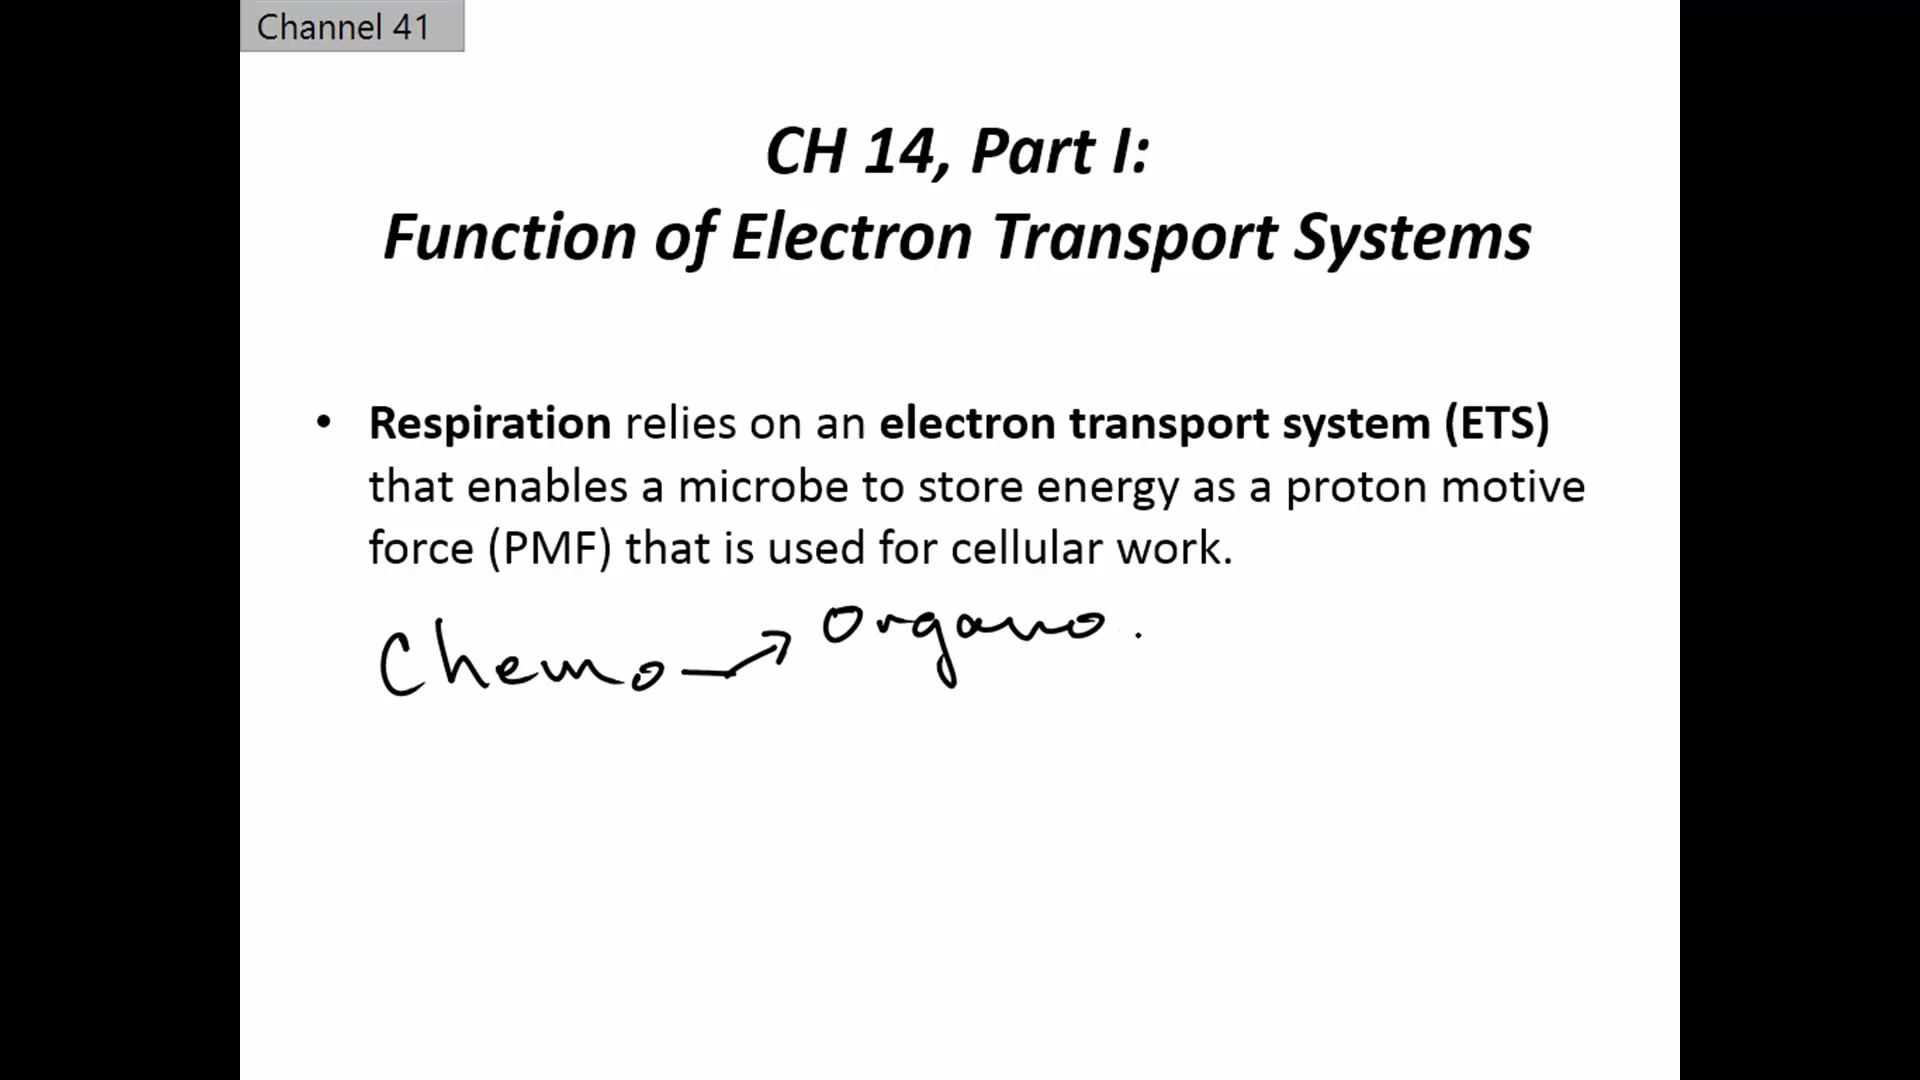 Channel 41
CH 14, Part I:
Function of Electron Transport Systems
• Respiration relies on an electron transport system (ETS)
that enables a microbe to store energy as a proton motive
force (PMF) that is used for cellular work.
Chemo → Organo.